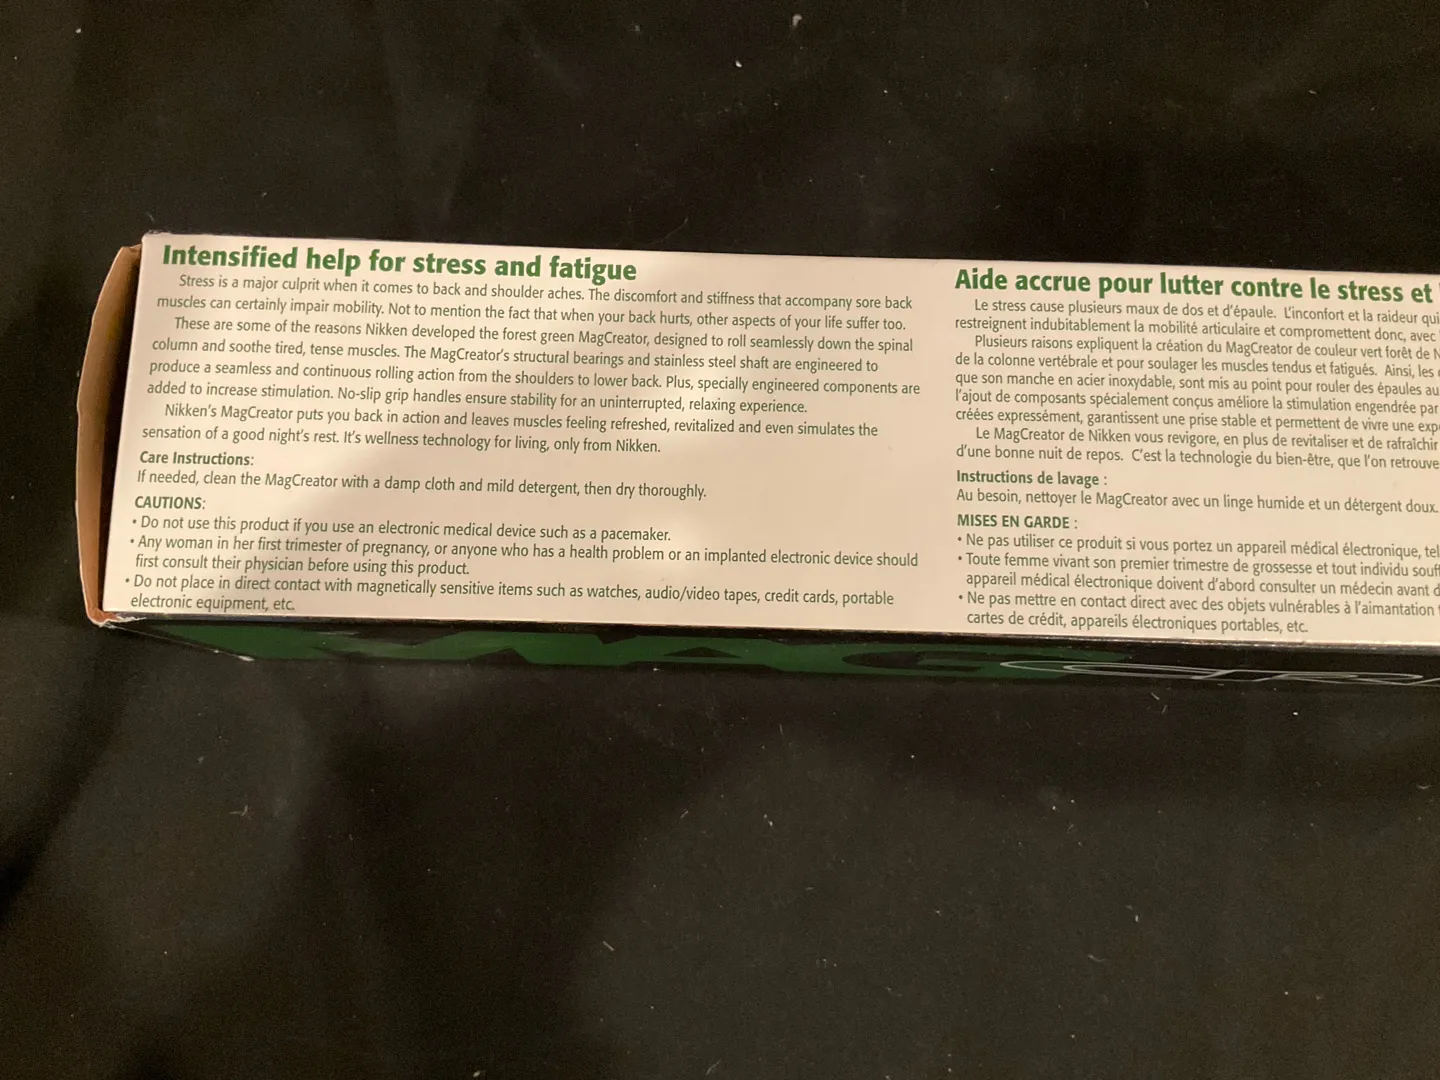 Intensified help for stress and fatigue
Stress is a major culprit when it comes to back and shoulder aches. The discomfort and stiffness that accompany sore back
muscles can certainly impair mobility. Not to mention the fact that when your back hurts, other aspects of your life suffer too.
These are some of the reasons Nikken developed the forest green MagCreator, designed to roll seamlessly down the spinal
column and soothe tired, tense muscles. The MagCreator's structural bearings and stainless steel shaft are engineered to
produce a seamless and continuous rolling action from the shoulders to lower back. Plus, specially engineered components are
added to increase stimulation. No-slip grip handles ensure stability for an uninterrupted, relaxing experience.
Nikken's MagCreator puts you back in action and leaves muscles feeling refreshed, revitalized and even simulates the
sensation of a good night's rest. It's wellness technology for living, only from Nikken.
Care Instructions:
If needed, clean the MagCreator with a damp cloth and mild detergent, then dry thoroughly.
CAUTIONS:
• Do not use this product if you use an electronic medical device such as a pacemaker.
• Any woman in her first trimester of pregnancy, or anyone who has a health problem or an implanted electronic device should
first consult their physician before using this product.
• Do not place in direct contact with magnetically sensitive items such as watches, audio/video tapes, credit cards, portable
electronic equipment, etc.
Aide accrue pour lutter contre le stress et
Le stress cause plusieurs maux de dos et d'épaule. L'inconfort et la raideur qui
restreignent indubitablement la mobilité articulaire et compromettent donc, avec
Plusieurs raisons expliquent la création du MagCreator de couleur vert forêt de N
de la colonne vertébrale et pour soulager les muscles tendus et fatigués. Ainsi, les
que son manche en acier inoxydable, sont mis au point pour rouler des épaules au
l'ajout de composants spécialement conçus améliore la stimulation engendrée par
créées expressément, garantissent une prise stable et permettent de vivre une exp
Le MagCreator de Nikken vous revigore, en plus de revitaliser et de rafraîchir
d'une bonne nuit de repos. C'est la technologie du bien-être, que l'on retrouve
Instructions de lavage :
Au besoin, nettoyer le MagCreator avec un linge humide et un détergent doux.
MISES EN GARDE :
• Ne pas utiliser ce produit si vous portez un appareil médical électronique, tel
• Toute femme vivant son premier trimestre de grossesse et tout individu souff
appareil médical électronique doivent d'abord consulter un médecin avant d
• Ne pas mettre en contact direct avec des objets vulnérables à l'aimantation
cartes de crédit, appareils électroniques portables, etc.
MAG